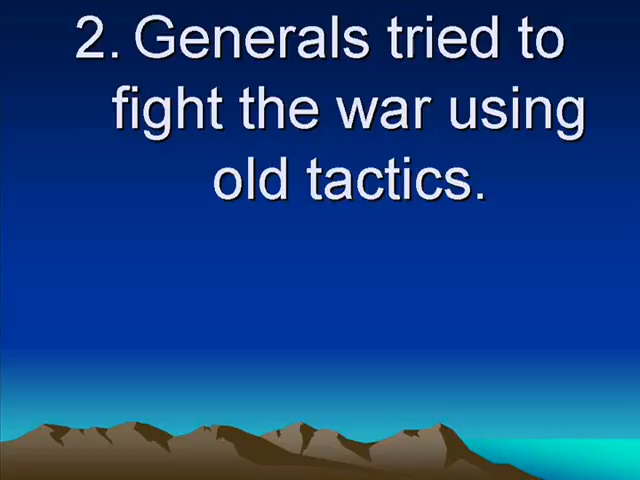 2. Generals tried to
fight the war using
old tactics.